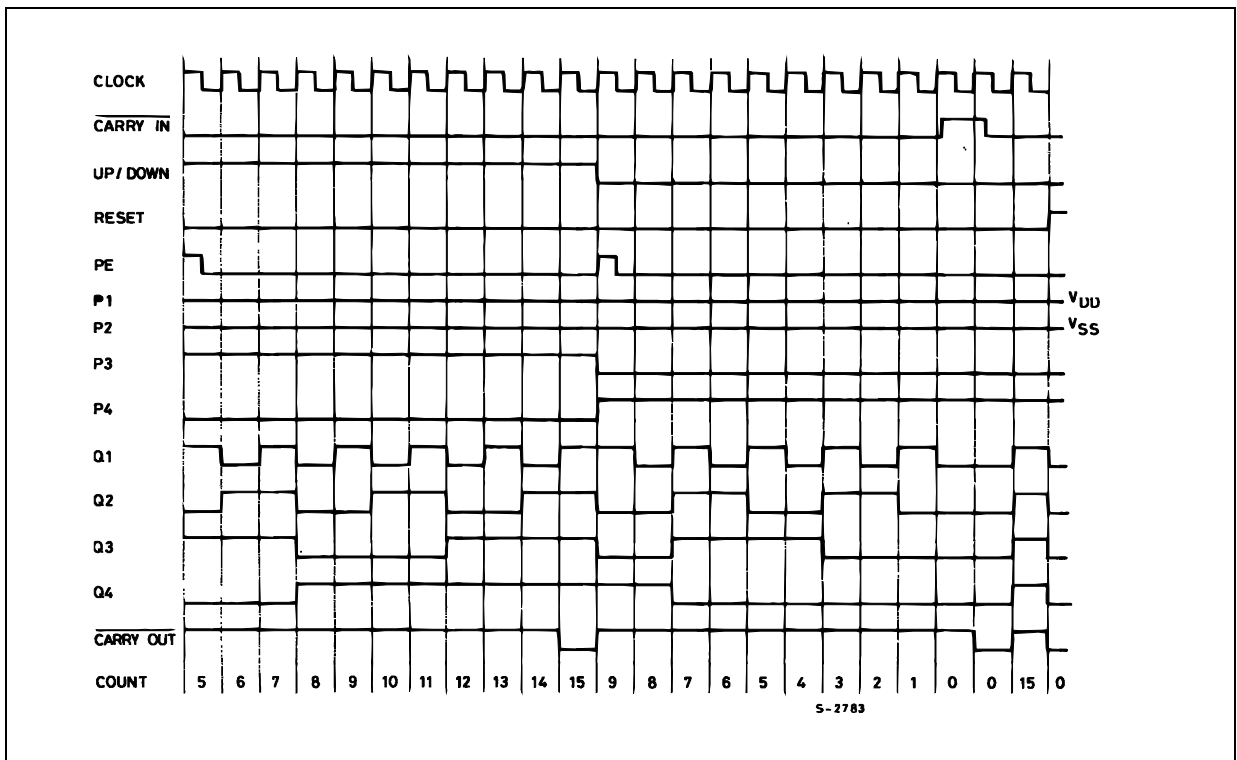 CLOCK
CARRY IN
UP/DOWN
RESET
PE
P1 VDD
P2 VSS
P3
P4
Q1
Q2
Q3
Q4
CARRY OUT
COUNT 5 6 7 8 9 10 11 12 13 14 15 9 8 7 6 5 4 3 2 1 0 0 15 0
S-2783